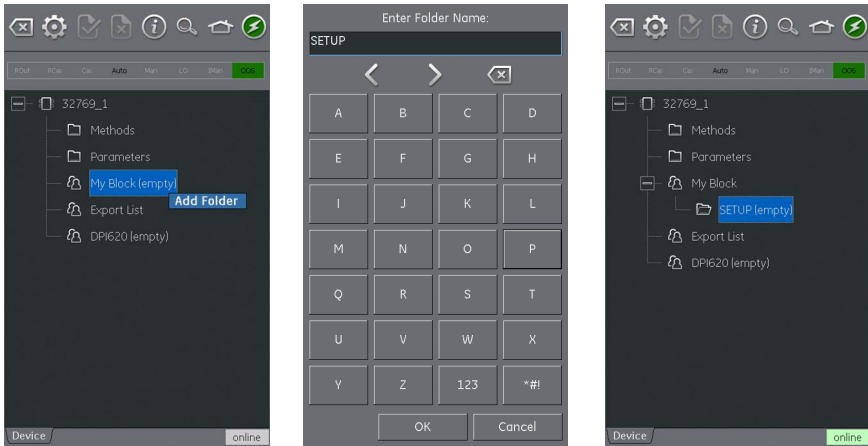 ROut RCas Cas Auto Man LO IMan OOS
32769_1
Methods
Parameters
My Block (empty)
Add Folder
Export List
DPI620 (empty)
Device
online
Enter Folder Name:
SETUP
A B C D
E F G H
I J K L
M N O P
Q R S T
U V W X
Y Z 123 *#!
OK Cancel
ROut RCas Cas Auto Man LO IMan OOS
32769_1
Methods
Parameters
My Block
SETUP (empty)
Export List
DPI620 (empty)
Device
online